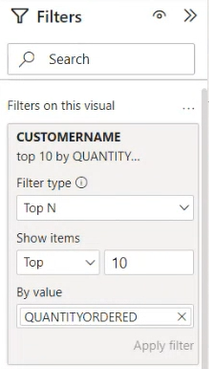 Filters
Search
Filters on this visual ...
CUSTOMERNAME
top 10 by QUANTITY...
Filter type
Top N
Show items
Top 10
By value
QUANTITYORDERED
Apply filter